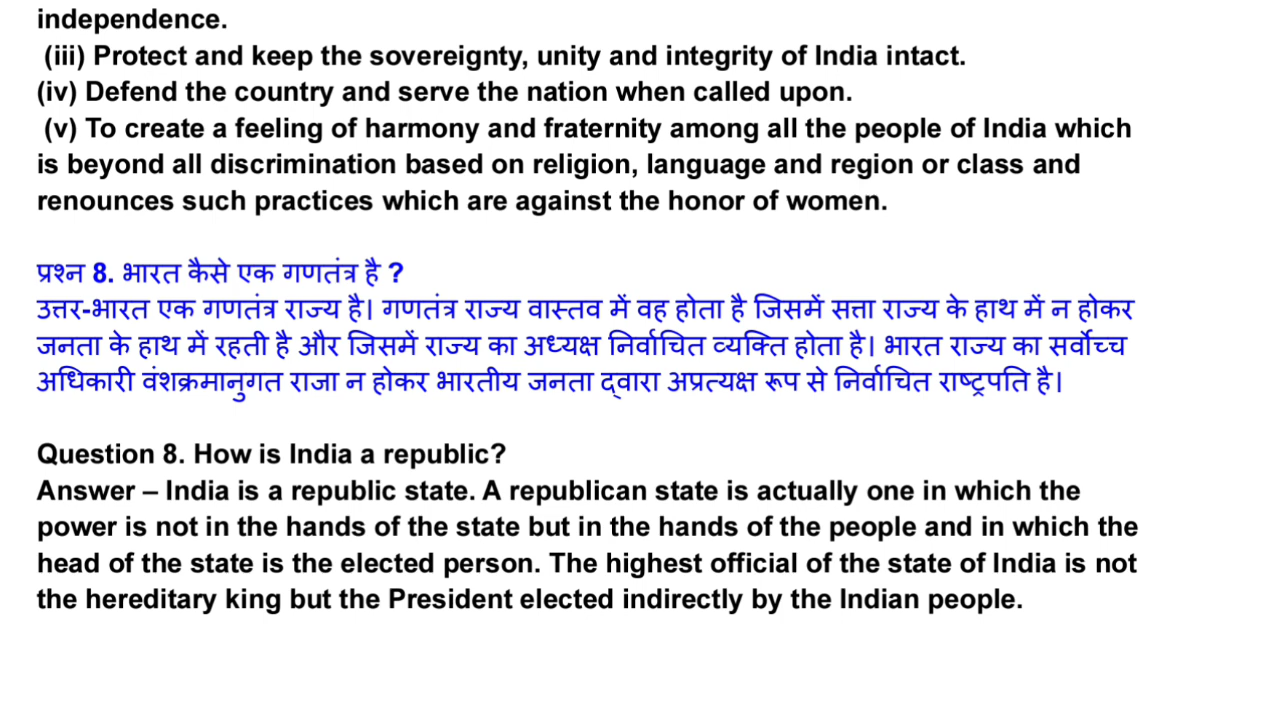 independence.
(iii) Protect and keep the sovereignty, unity and integrity of India intact.
(iv) Defend the country and serve the nation when called upon.
(v) To create a feeling of harmony and fraternity among all the people of India which
is beyond all discrimination based on religion, language and region or class and
renounces such practices which are against the honor of women.
प्रश्न 8. भारत कैसे एक गणतंत्र है ?
उत्तर-भारत एक गणतंत्र राज्य है। गणतंत्र राज्य वास्तव में वह होता है जिसमें सत्ता राज्य के हाथ में न होकर
जनता के हाथ में रहती है और जिसमें राज्य का अध्यक्ष निर्वाचित व्यक्ति होता है। भारत राज्य का सर्वोच्च
अधिकारी वंशक्रमानुगत राजा न होकर भारतीय जनता द्वारा अप्रत्यक्ष रूप से निर्वाचित राष्ट्रपति है।
Question 8. How is India a republic?
Answer – India is a republic state. A republican state is actually one in which the
power is not in the hands of the state but in the hands of the people and in which the
head of the state is the elected person. The highest official of the state of India is not
the hereditary king but the President elected indirectly by the Indian people.